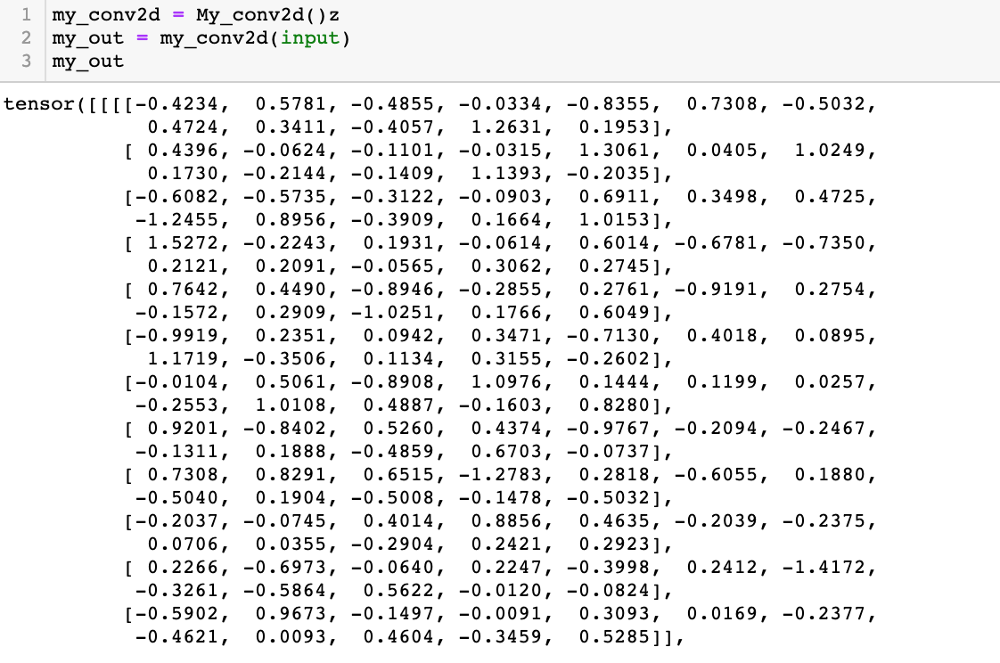 1 my_conv2d = My_conv2d()z
2 my_out = my_conv2d(input)
3 my_out
tensor([[[[-0.4234,  0.5781, -0.4855, -0.0334, -0.8355,  0.7308, -0.5032,
0.4724,  0.3411, -0.4057,  1.2631,  0.1953],
[ 0.4396, -0.0624, -0.1101, -0.0315,  1.3061,  0.0405,  1.0249,
0.1730, -0.2144, -0.1409,  1.1393, -0.2035],
[-0.6082, -0.5735, -0.3122, -0.0903,  0.6911,  0.3498,  0.4725,
-1.2455,  0.8956, -0.3909,  0.1664,  1.0153],
[ 1.5272, -0.2243,  0.1931, -0.0614,  0.6014, -0.6781, -0.7350,
0.2121,  0.2091, -0.0565,  0.3062,  0.2745],
[ 0.7642,  0.4490, -0.8946, -0.2855,  0.2761, -0.9191,  0.2754,
-0.1572,  0.2909, -1.0251,  0.1766,  0.6049],
[-0.9919,  0.2351,  0.0942,  0.3471, -0.7130,  0.4018,  0.0895,
1.1719, -0.3506,  0.1134,  0.3155, -0.2602],
[-0.0104,  0.5061, -0.8908,  1.0976,  0.1444,  0.1199,  0.0257,
-0.2553,  1.0108,  0.4887, -0.1603,  0.8280],
[ 0.9201, -0.8402,  0.5260,  0.4374, -0.9767, -0.2094, -0.2467,
-0.1311,  0.1888, -0.4859,  0.6703, -0.0737],
[ 0.7308,  0.8291,  0.6515, -1.2783,  0.2818, -0.6055,  0.1880,
-0.5040,  0.1904, -0.5008, -0.1478, -0.5032],
[-0.2037, -0.0745,  0.4014,  0.8856,  0.4635, -0.2039, -0.2375,
0.0706,  0.0355, -0.2904,  0.2421,  0.2923],
[ 0.2266, -0.6973, -0.0640,  0.2247, -0.3998,  0.2412, -1.4172,
-0.3261, -0.5864,  0.5622, -0.0120, -0.0824],
[-0.5902,  0.9673, -0.1497, -0.0091,  0.3093,  0.0169, -0.2377,
-0.4621,  0.0093,  0.4604, -0.3459,  0.5285]],